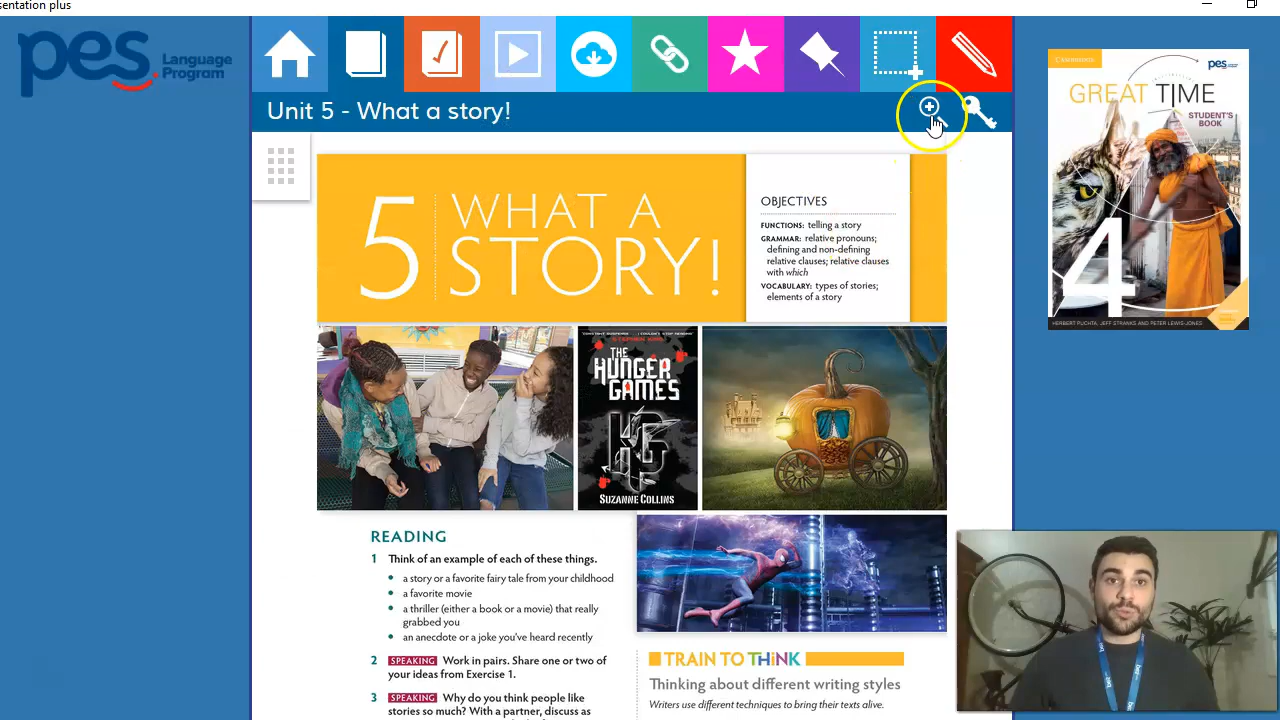 sentation plus
pes. Language
Program
Unit 5 - What a story!
5 WHAT A
STORY!
OBJECTIVES
FUNCTIONS: telling a story
GRAMMAR: relative pronouns;
defining and non-defining
relative clauses; relative clauses
with which
VOCABULARY: types of stories;
elements of a story
pes
GREAT TIME
STUDENT'S
BOOK
4
HERBERT PUCHTA, JEFF STRANKS AND PETER LEWIS-JONES
THE
HUNGER
GAMES
SUZANNE COLLINS
READING
1 Think of an example of each of these things.
• a story or a favorite fairy tale from your childhood
• a favorite movie
• a thriller (either a book or a movie) that really
grabbed you
• an anecdote or a joke you've heard recently
2 SPEAKING Work in pairs. Share one or two of
your ideas from Exercise 1.
3 SPEAKING Why do you think people like
stories so much? With a partner, discuss as
TRAIN TO THiNK
Thinking about different writing styles
Writers use different techniques to bring their texts alive.